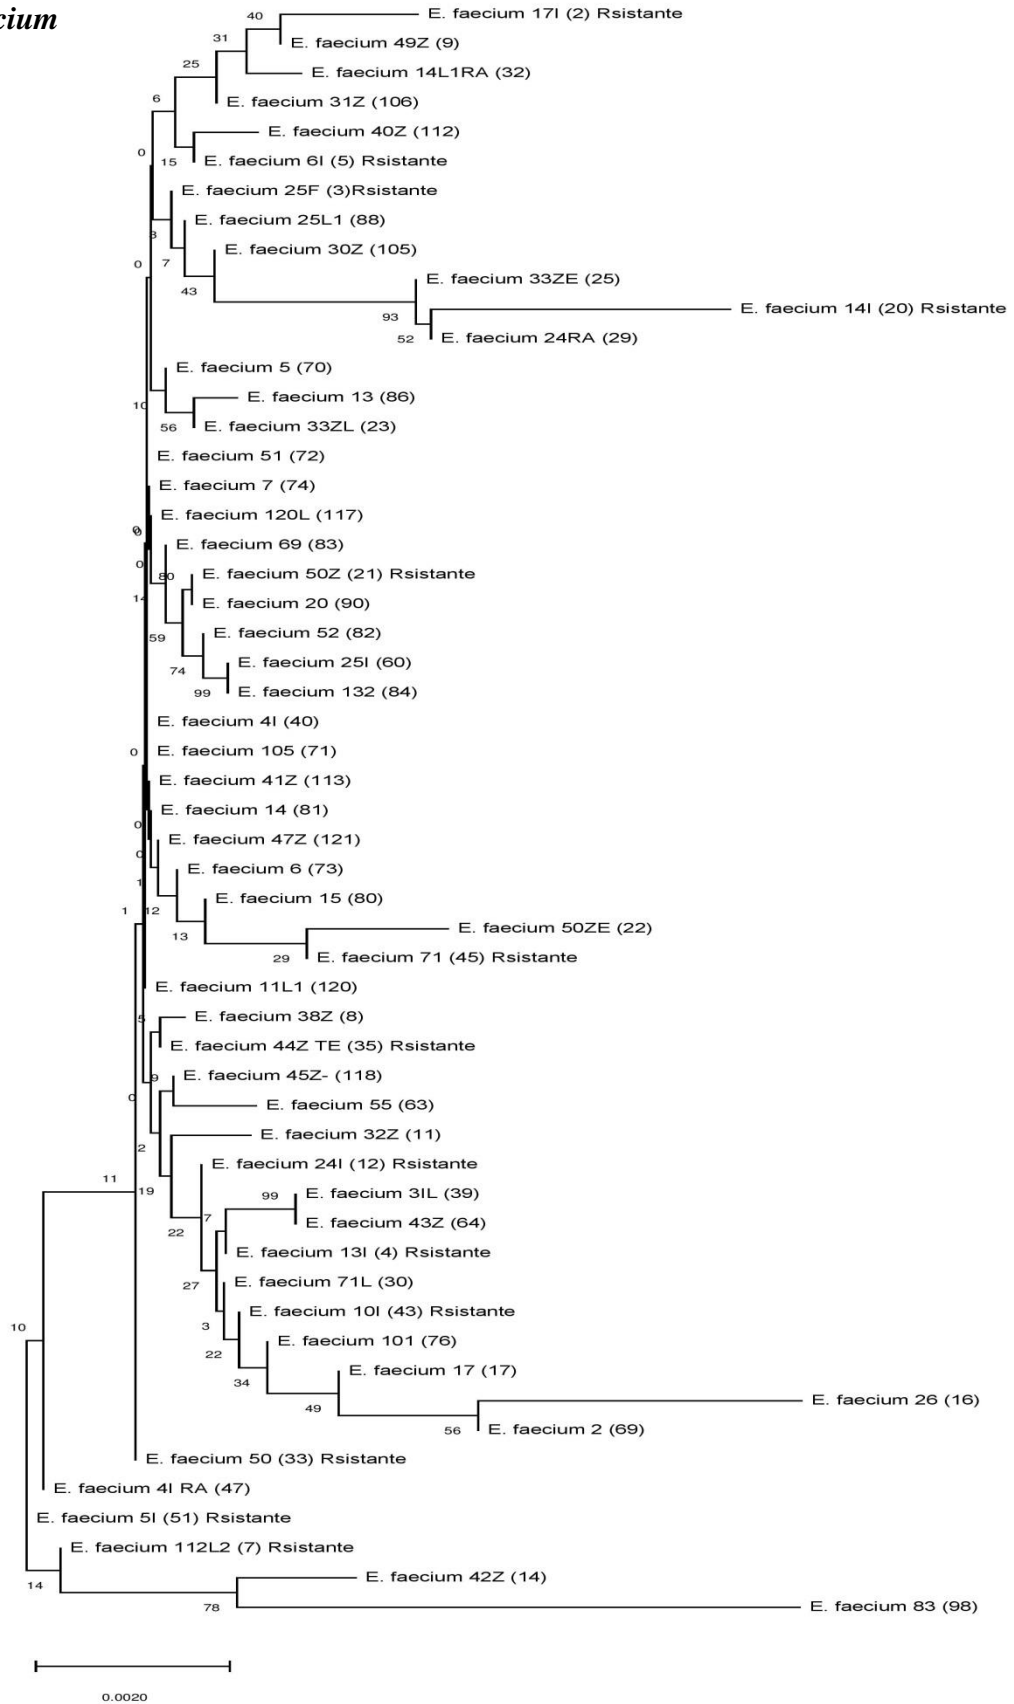 cium
40
E. faecium 17I (2) Rsistante
31
E. faecium 49Z (9)
25
E. faecium 14L1RA (32)
6
E. faecium 31Z (106)
E. faecium 40Z (112)
0
15
E. faecium 6I (5) Rsistante
E. faecium 25F (3)Rsistante
E. faecium 25L1 (88)
3
E. faecium 30Z (105)
0
7
E. faecium 33ZE (25)
43
E. faecium 14I (20) Rsistante
93
52
E. faecium 24RA (29)
E. faecium 5 (70)
E. faecium 13 (86)
10
56
E. faecium 33ZL (23)
E. faecium 51 (72)
E. faecium 7 (74)
E. faecium 120L (117)
0
0
E. faecium 69 (83)
0
80
E. faecium 50Z (21) Rsistante
14
E. faecium 20 (90)
59
E. faecium 52 (82)
74
E. faecium 25I (60)
99
E. faecium 132 (84)
E. faecium 4I (40)
0
E. faecium 105 (71)
E. faecium 41Z (113)
E. faecium 14 (81)
0
E. faecium 47Z (121)
0
E. faecium 6 (73)
1
E. faecium 15 (80)
1
12
E. faecium 50ZE (22)
13
29
E. faecium 71 (45) Rsistante
E. faecium 11L1 (120)
5
E. faecium 38Z (8)
E. faecium 44Z TE (35) Rsistante
9
E. faecium 45Z- (118)
0
E. faecium 55 (63)
2
E. faecium 32Z (11)
11
E. faecium 24I (12) Rsistante
19
99
E. faecium 3IL (39)
7
E. faecium 43Z (64)
22
E. faecium 13I (4) Rsistante
27
E. faecium 71L (30)
3
E. faecium 10I (43) Rsistante
10
22
E. faecium 101 (76)
34
E. faecium 17 (17)
49
E. faecium 26 (16)
56
E. faecium 2 (69)
E. faecium 50 (33) Rsistante
E. faecium 4I RA (47)
E. faecium 5I (51) Rsistante
E. faecium 112L2 (7) Rsistante
14
E. faecium 42Z (14)
78
E. faecium 83 (98)
0.0020